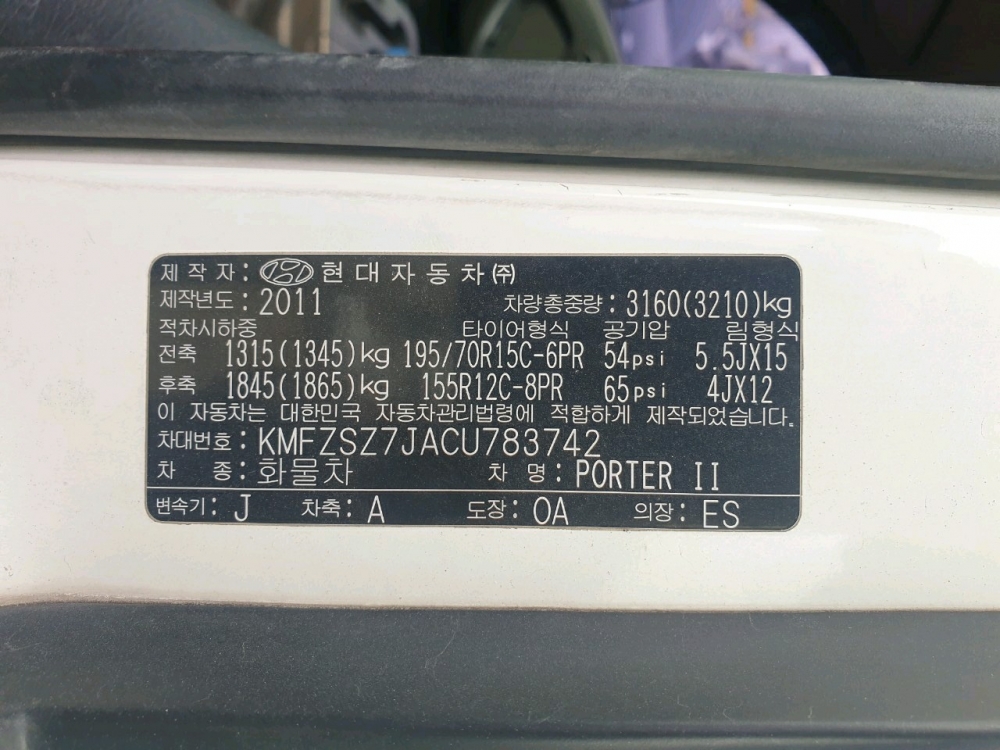 제작자: 현대자동차㈜
제작년도: 2011 차량총중량: 3160(3210)kg
적차시하중 타이어형식 공기압 림형식
전축 1315(1345)kg 195/70R15C-6PR 54psi 5.5JX15
후축 1845(1865)kg 155R12C-8PR 65psi 4JX12
이 자동차는 대한민국 자동차관리법령에 적합하게 제작되었습니다.
차대번호: KMFZSZ7JACU783742
차 종: 화물차 차 명: PORTER II
변속기: J 차축: A 도장: OA 의장: ES